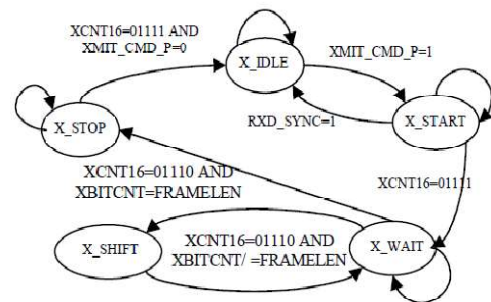 XCNT16=01111 AND
XMIT_CMD_P=0
X_IDLE
XMIT_CMD_P=1
X_STOP
RXD_SYNC=1
X_START
XCNT16=01110 AND
XBITCNT=FRAMELEN
XCNT16=01111
X_SHIFT
XCNT16=01110 AND
XBITCNT/ =FRAMELEN
X_WAIT